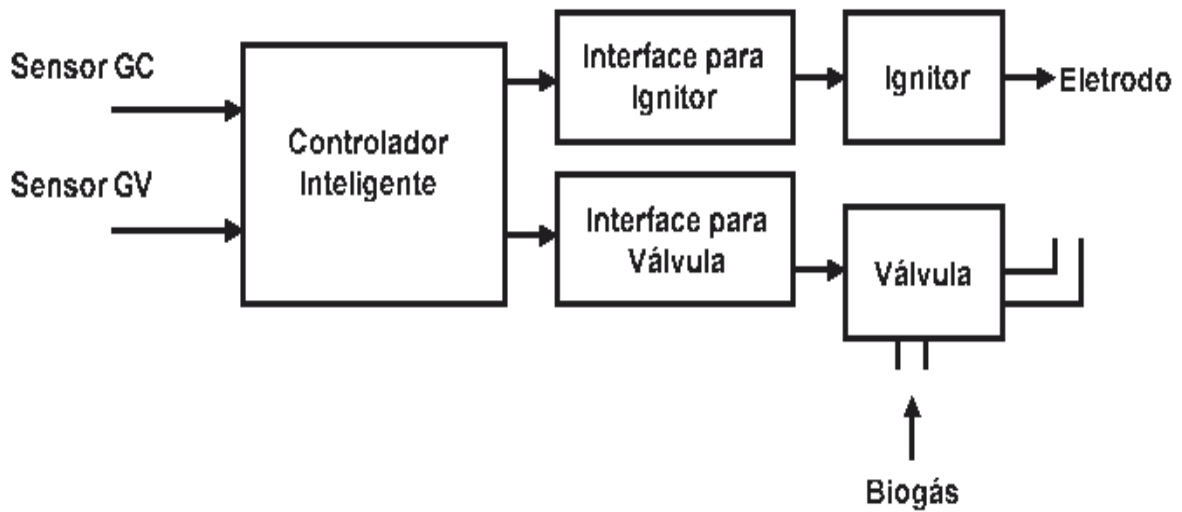 Sensor GC
Sensor GV
Controlador
Inteligente
Interface para
Ignitor
Ignitor
Eletrodo
Interface para
Válvula
Válvula
Biogás